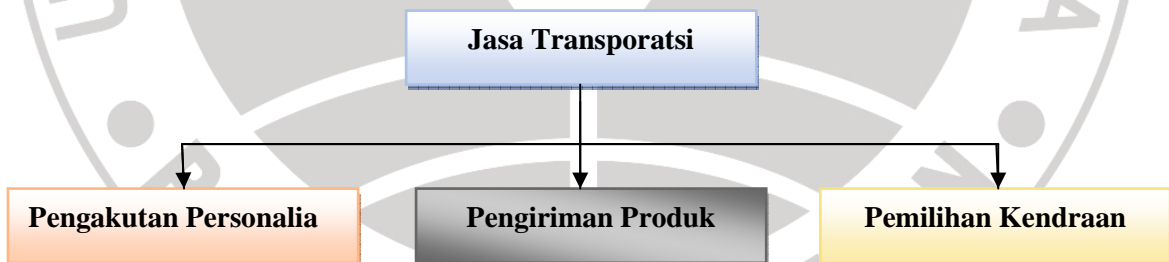 Jasa Transporatsi
Pengakutan Personalia
Pengiriman Produk
Pemilihan Kendraan